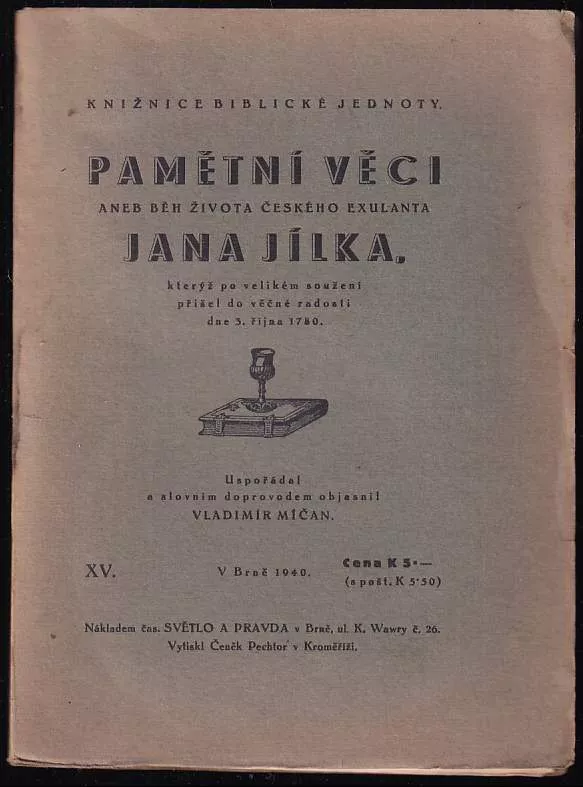 KNIŽNICE BIBLICKÉ JEDNOTY.
PAMĚTNÍ VĚCI
ANEB BĚH ŽIVOTA ČESKÉHO EXULANTA
JANA JÍLKA,
kterýž po velikém soužení
přišel do věčné radosti
dne 3. října 1780.
Uspořádal
a slovním doprovodem objasnil
VLADIMÍR MÍČAN.
XV.
V Brně 1940.
Cena K 5·—
(s pošt. K 5·50)
Nákladem čas. SVĚTLO A PRAVDA v Brně, ul. K. Wawry č. 26.
Vytiskl Čeněk Pechtor v Kroměříži.